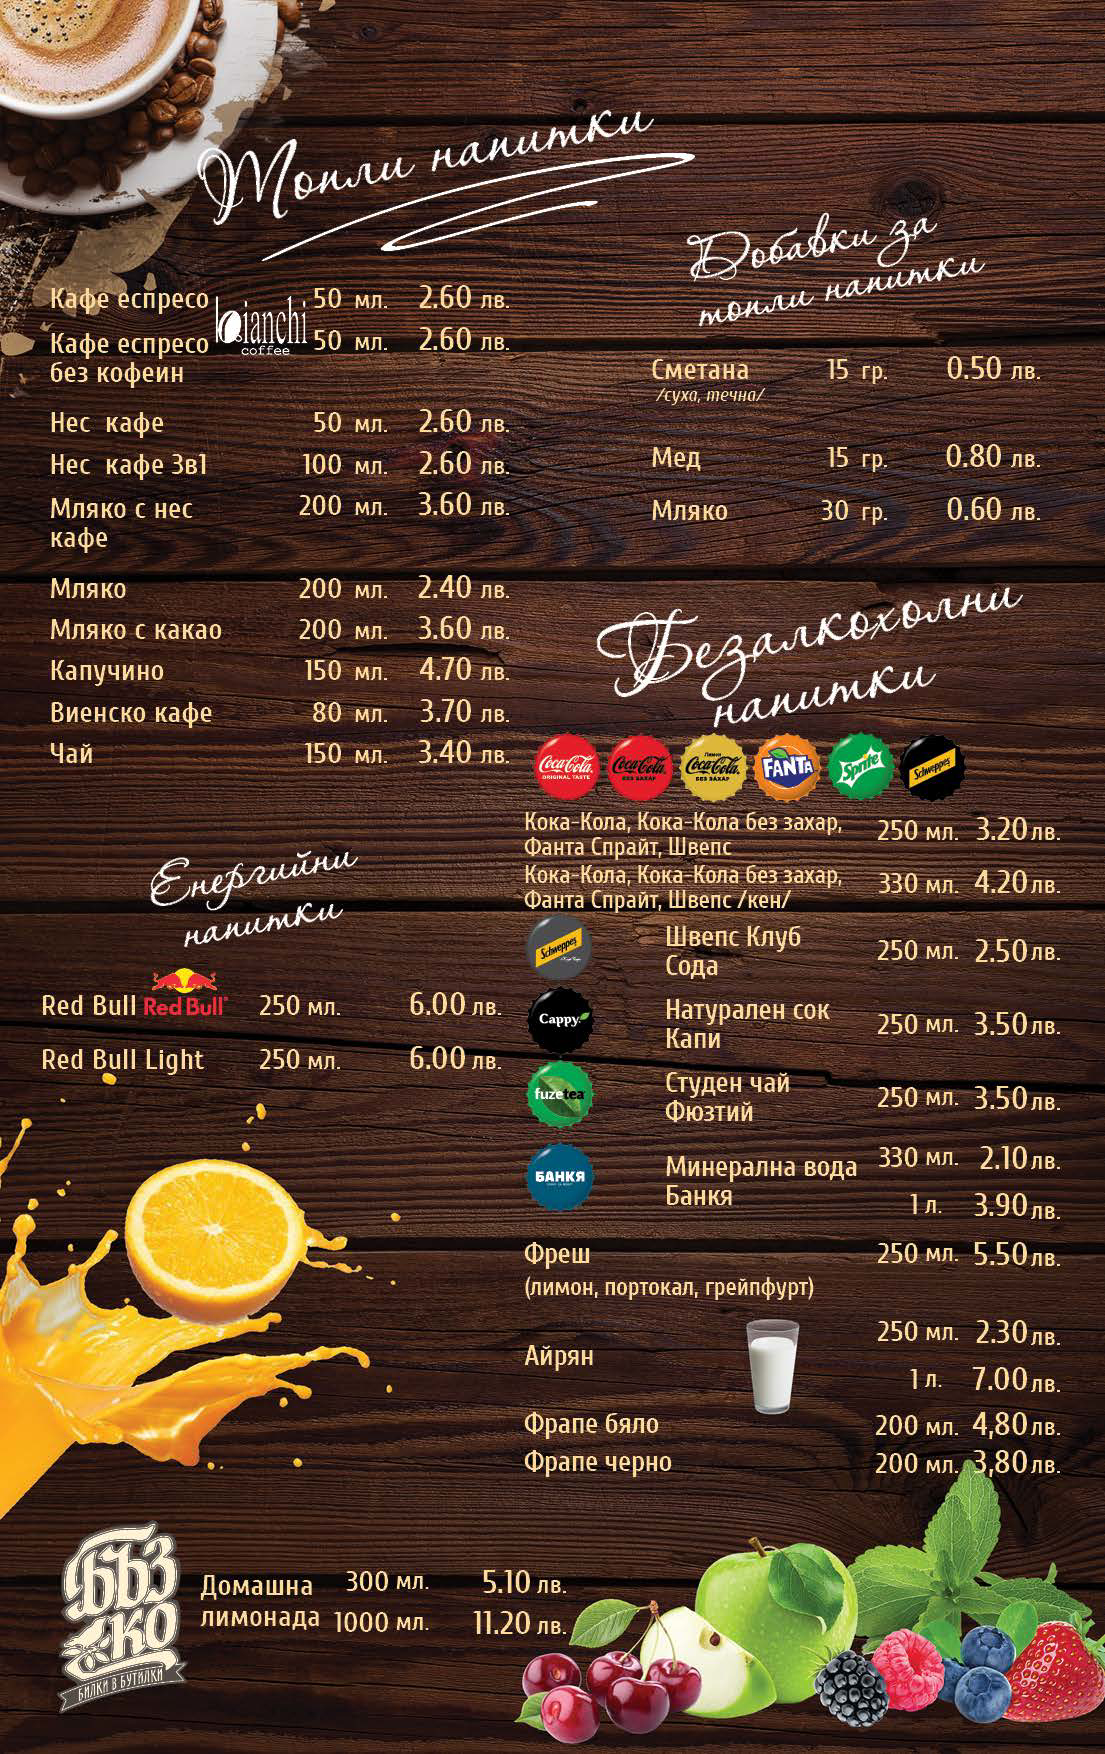 Топли напитки
Кафе еспресо 50 мл. 2.60 лв.
bianchi
coffee
Кафе еспресо 50 мл. 2.60 лв.
без кофеин
Нес кафе 50 мл. 2.60 лв.
Нес кафе 3в1 100 мл. 2.60 лв.
Мляко с нес 200 мл. 3.60 лв.
кафе
Мляко 200 мл. 2.40 лв.
Мляко с какао 200 мл. 3.60 лв.
Капучино 150 мл. 4.70 лв.
Виенско кафе 80 мл. 3.70 лв.
Чай 150 мл. 3.40 лв.
Добавки за
топли напитки
Сметана 15 гр. 0.50 лв.
/суха, течна/
Мед 15 гр. 0.80 лв.
Мляко 30 гр. 0.60 лв.
Енергийни
напитки
Red Bull Red Bull 250 мл. 6.00 лв.
Red Bull Light 250 мл. 6.00 лв.
Безалкохолни
напитки
Coca-Cola ORIGINAL TASTE Coca-Cola БЕЗ ЗАХАР Лимон Coca-Cola БЕЗ ЗАХАР FANTA Sprite Schweppes
Кока-Кола, Кока-Кола без захар, 250 мл. 3.20 лв.
Фанта Спрайт, Швепс
Кока-Кола, Кока-Кола без захар, 330 мл. 4.20 лв.
Фанта Спрайт, Швепс /кен/
Schweppes
Швепс Клуб 250 мл. 2.50 лв.
Сода
Cappy
Натурален сок 250 мл. 3.50 лв.
Капи
fuzetea
Студен чай 250 мл. 3.50 лв.
Фюзтий
БАНКЯ
Минерална вода 330 мл. 2.10 лв.
Банкя 1 л. 3.90 лв.
Фреш 250 мл. 5.50 лв.
(лимон, портокал, грейпфурт)
Айрян 250 мл. 2.30 лв.
1 л. 7.00 лв.
Фрапе бяло 200 мл. 4,80 лв.
Фрапе черно 200 мл. 3,80 лв.
БЪЗ
КО
БИЛКИ В БУТИЛКИ
Домашна 300 мл. 5.10 лв.
лимонада 1000 мл. 11.20 лв.